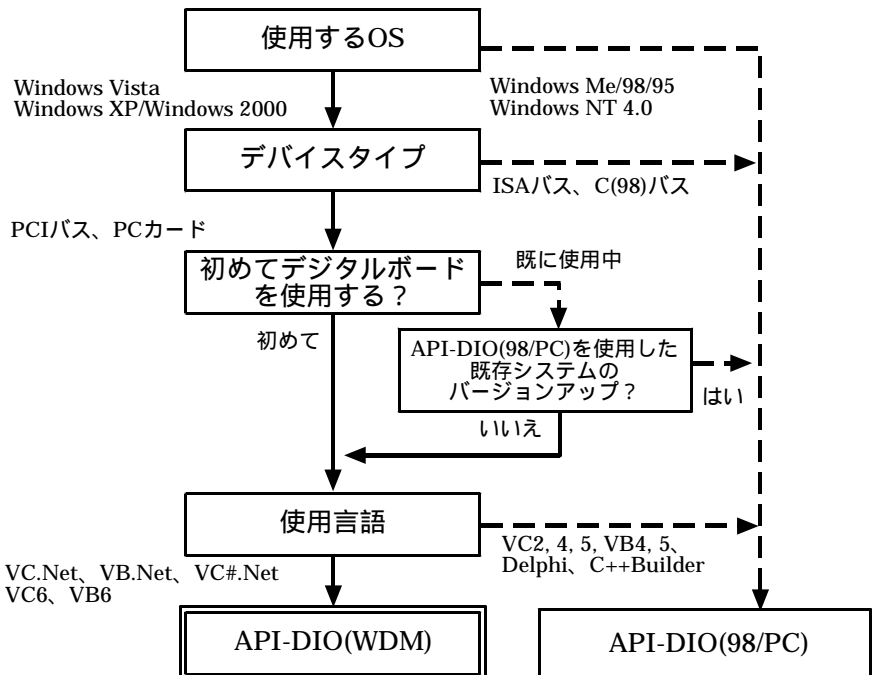 使用するOS
Windows Vista
Windows XP/Windows 2000
Windows Me/98/95
Windows NT 4.0
デバイスタイプ
ISAバス、C(98)バス
PCIバス、PCカード
初めてデジタルボード
を使用する？
既に使用中
初めて
API-DIO(98/PC)を使用した
既存システムの
バージョンアップ？
はい
いいえ
使用言語
VC2, 4, 5, VB4, 5、
Delphi、C++Builder
VC.Net、VB.Net、VC#.Net
VC6、VB6
API-DIO(WDM)
API-DIO(98/PC)